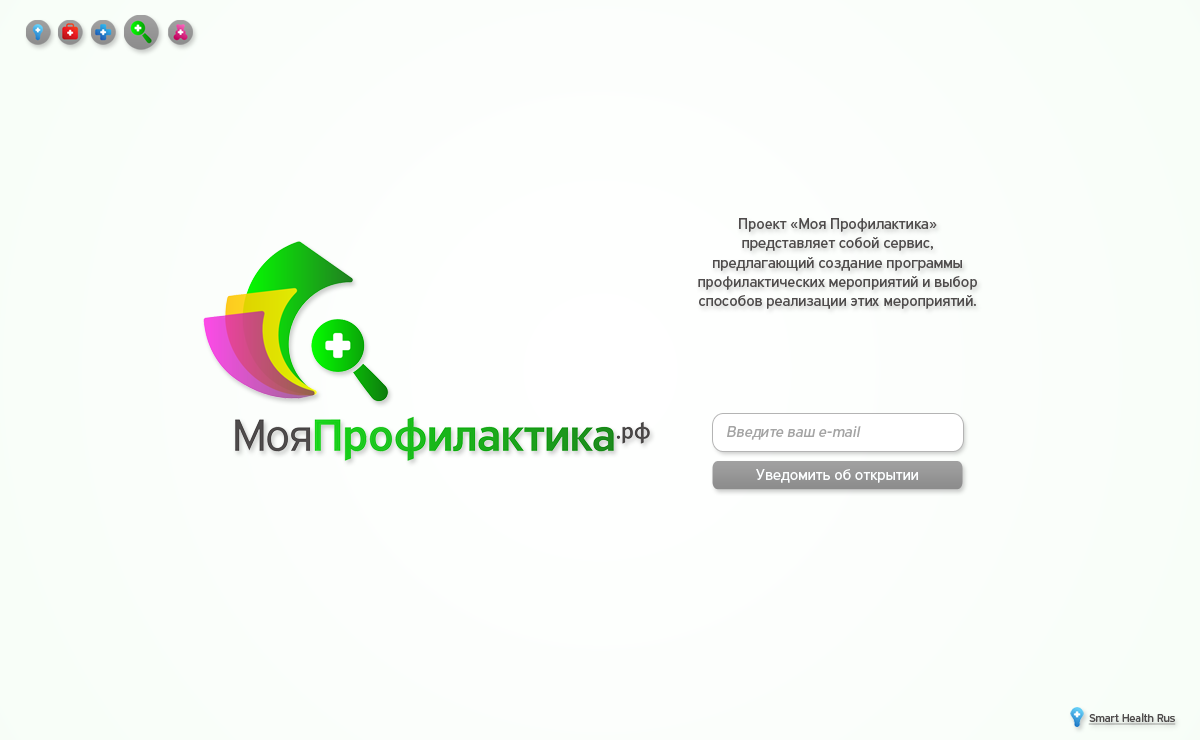 Проект «Моя Профилактика»
представляет собой сервис,
предлагающий создание программы
профилактических мероприятий и выбор
способов реализации этих мероприятий.
МояПрофилактика.рф
Введите ваш e-mail
Уведомить об открытии
Smart Health Rus